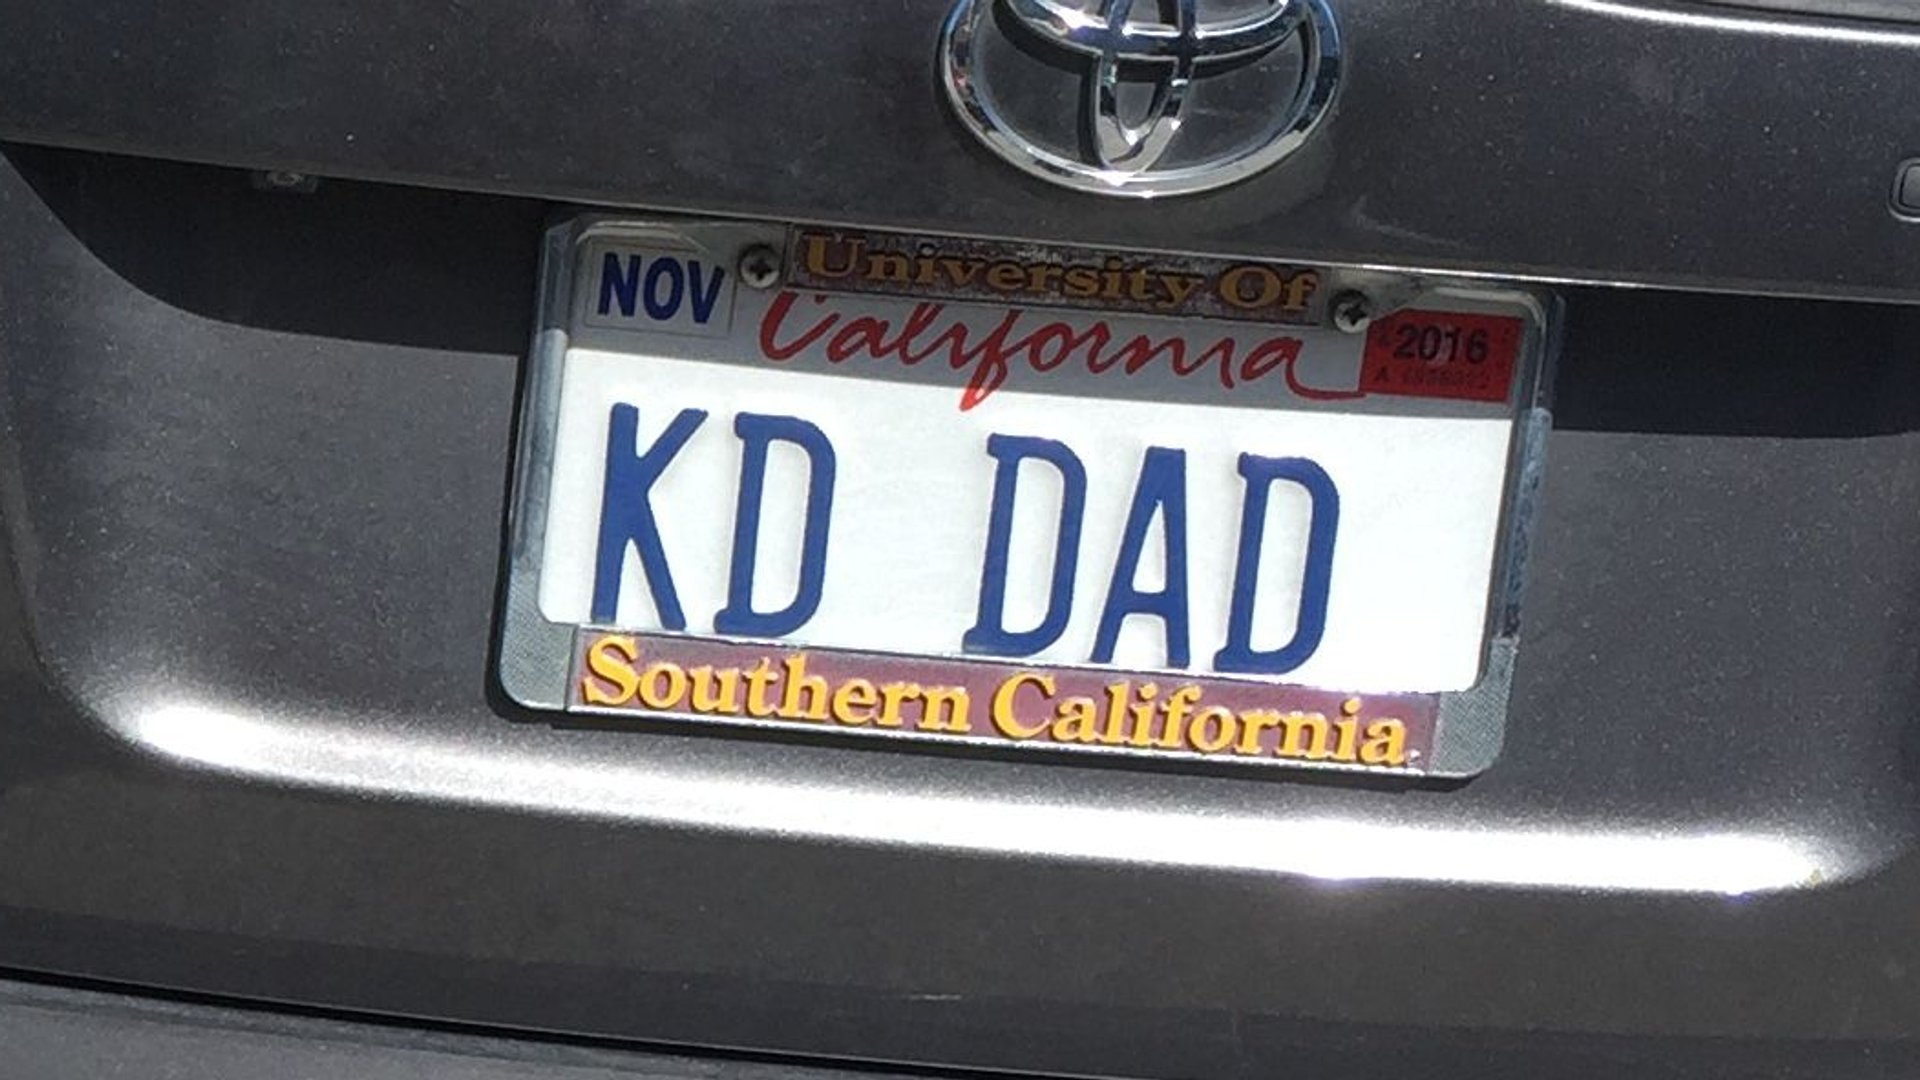 University Of
NOV California 2016
KD DAD
Southern California